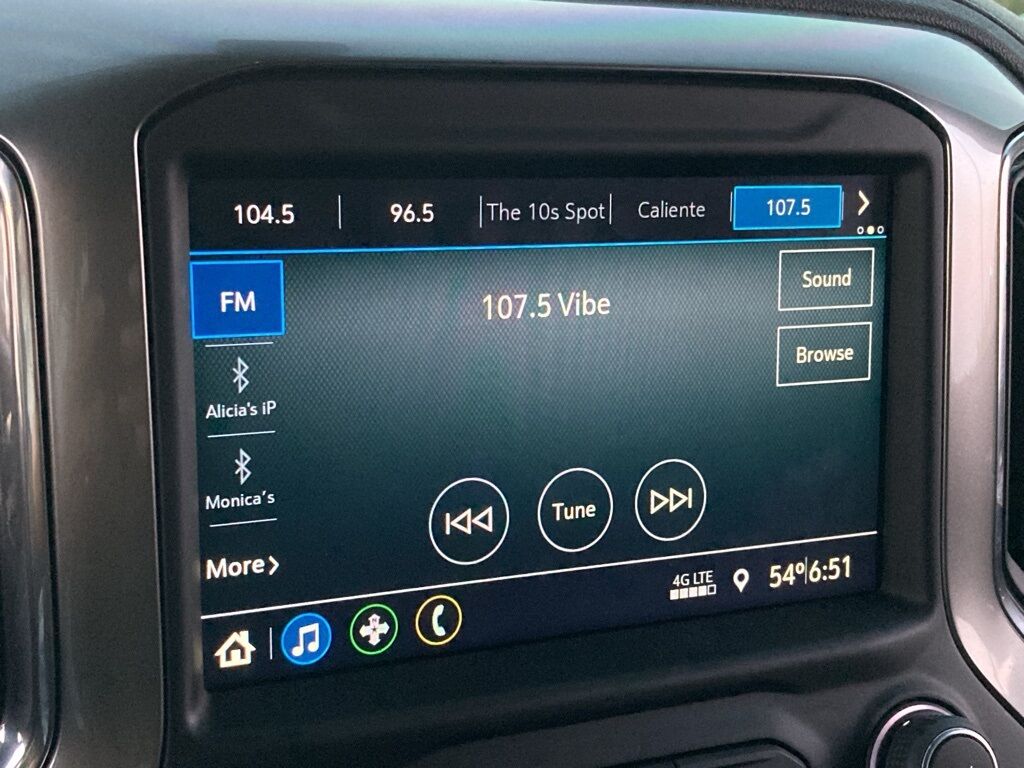 104.5
96.5
The 10s Spot
Caliente
107.5
FM
107.5 Vibe
Sound
Browse
Alicia's iP
Monica's
More
Tune
4G LTE
54° 6:51